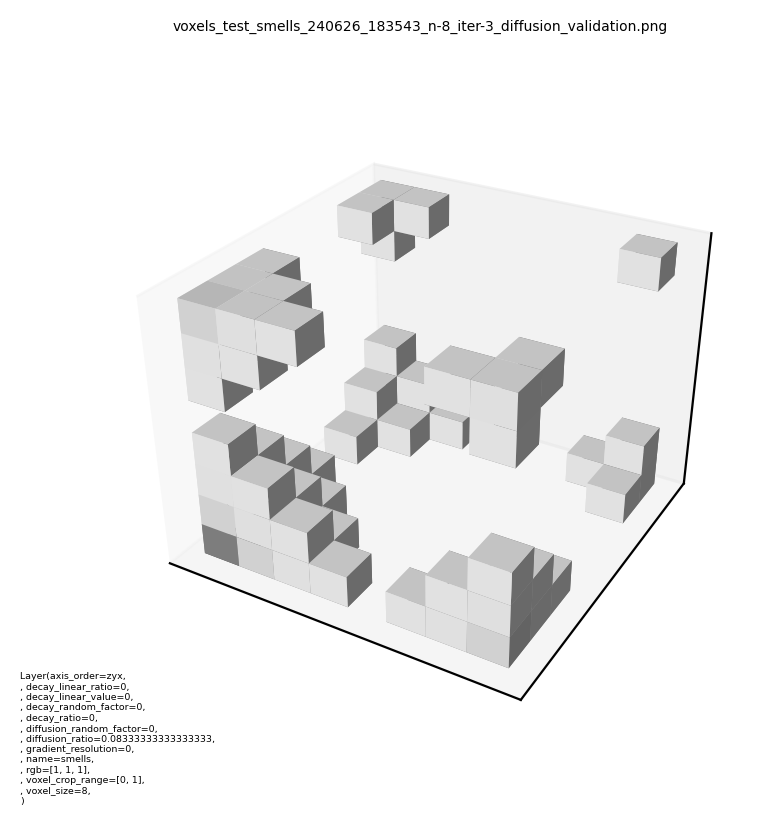 voxels_test_smells_240626_183543_n-8_iter-3_diffusion_validation.png
Layer(axis_order=zyx,
, decay_linear_ratio=0,
, decay_linear_value=0,
, decay_random_factor=0,
, decay_ratio=0,
, diffusion_random_factor=0,
, diffusion_ratio=0.08333333333333333,
, gradient_resolution=0,
, name=smells,
, rgb=[1, 1, 1],
, voxel_crop_range=[0, 1],
, voxel_size=8,
)